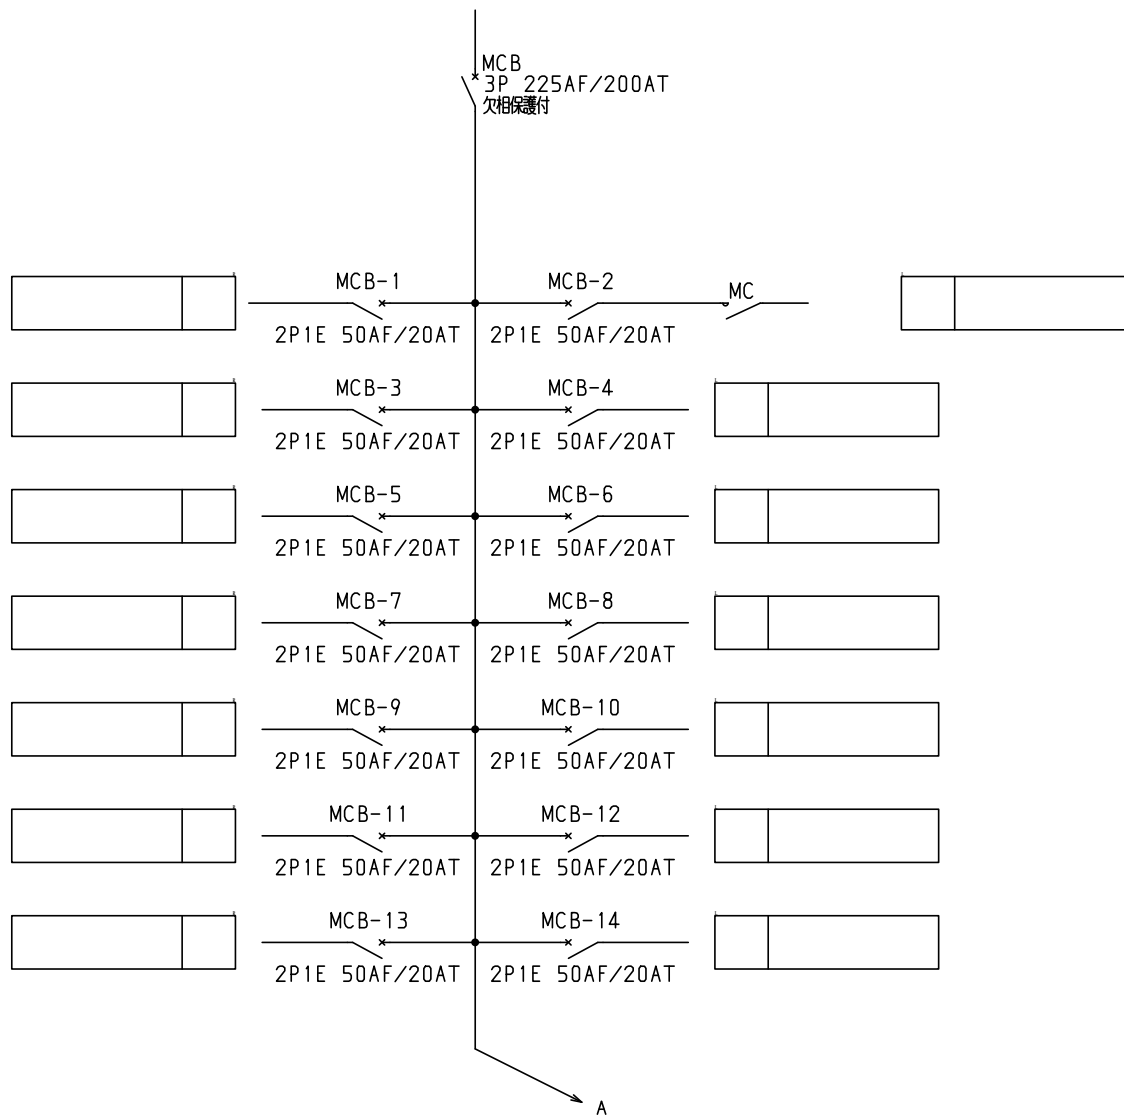 MCB
3P 225AF/200AT
欠相保護付
MCB-1
MCB-2
MC
2P1E 50AF/20AT
2P1E 50AF/20AT
MCB-3
MCB-4
2P1E 50AF/20AT
2P1E 50AF/20AT
MCB-5
MCB-6
2P1E 50AF/20AT
2P1E 50AF/20AT
MCB-7
MCB-8
2P1E 50AF/20AT
2P1E 50AF/20AT
MCB-9
MCB-10
2P1E 50AF/20AT
2P1E 50AF/20AT
MCB-11
MCB-12
2P1E 50AF/20AT
2P1E 50AF/20AT
MCB-13
MCB-14
2P1E 50AF/20AT
2P1E 50AF/20AT
A